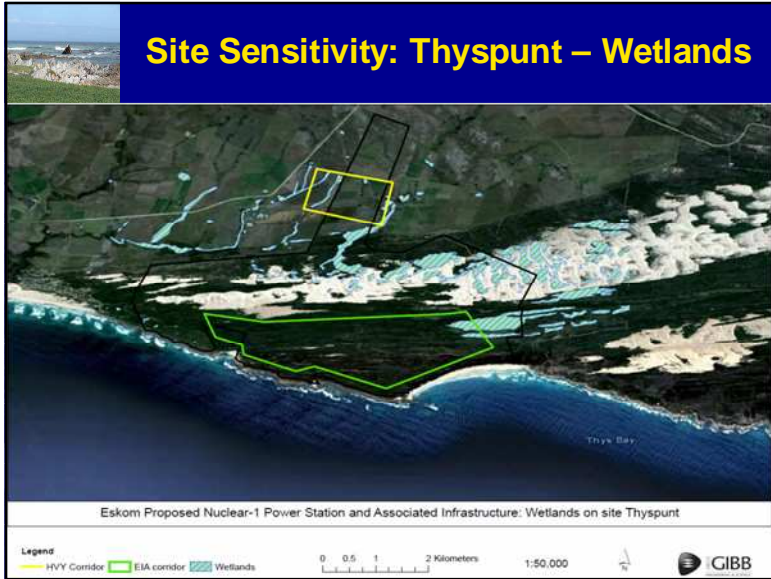 Site Sensitivity: Thyspunt – Wetlands
Thys Bay
Eskom Proposed Nuclear-1 Power Station and Associated Infrastructure: Wetlands on site Thyspunt
Legend
HVY Corridor EIA corridor Wetlands
0 0.5 1 2 Kilometers
1:50,000
N
GIBB